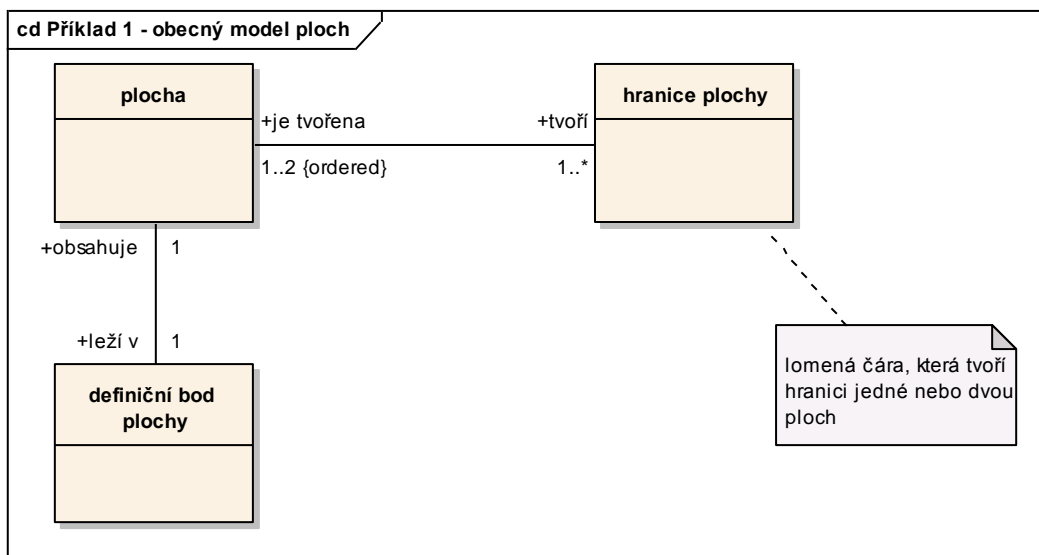 cd Příklad 1 - obecný model ploch
plocha
hranice plochy
+je tvořena
+tvoří
1..2 {ordered}
1..*
+obsahuje
1
+leží v
1
definiční bod
plochy
lomená čára, která tvoří
hranici jedné nebo dvou
ploch